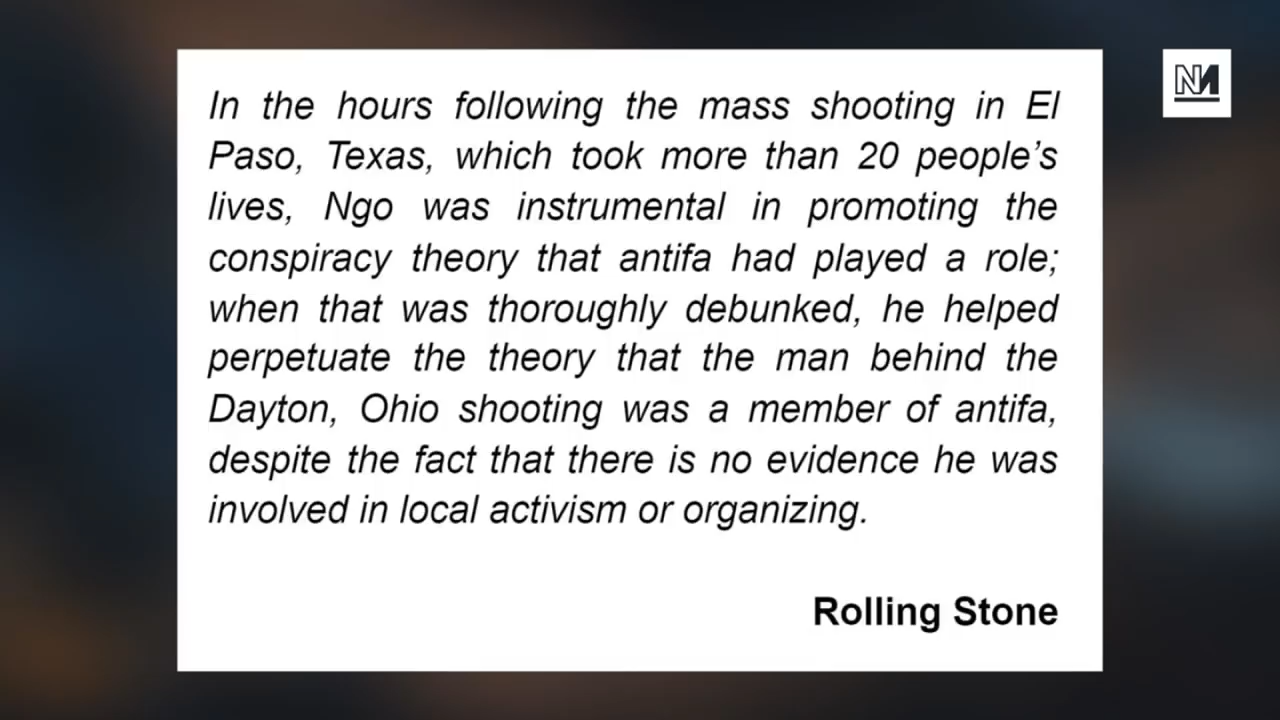 In the hours following the mass shooting in El
Paso, Texas, which took more than 20 people's
lives, Ngo was instrumental in promoting the
conspiracy theory that antifa had played a role;
when that was thoroughly debunked, he helped
perpetuate the theory that the man behind the
Dayton, Ohio shooting was a member of antifa,
despite the fact that there is no evidence he was
involved in local activism or organizing.
Rolling Stone
NM